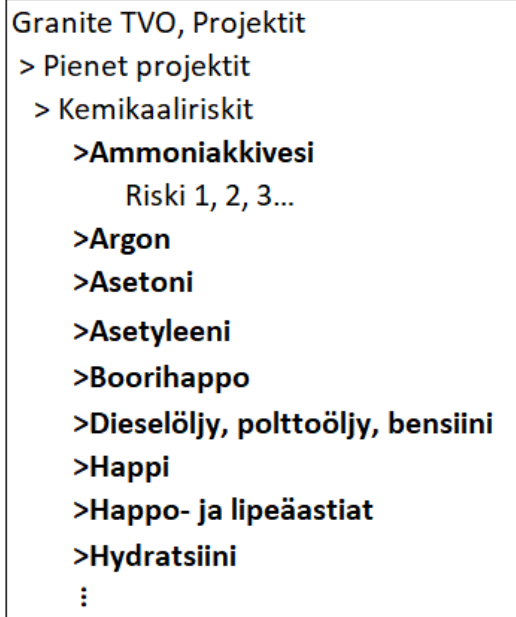 Granite TVO, Projektit
> Pienet projektit
> Kemikaaliriskit
>Ammoniakkivesi
Riski 1, 2, 3...
>Argon
>Asetoni
>Asetyleeni
>Boorihappo
>Dieselöljy, polttoöljy, bensiini
>Happi
>Happo- ja lipeäastiat
>Hydratsiini
⋮